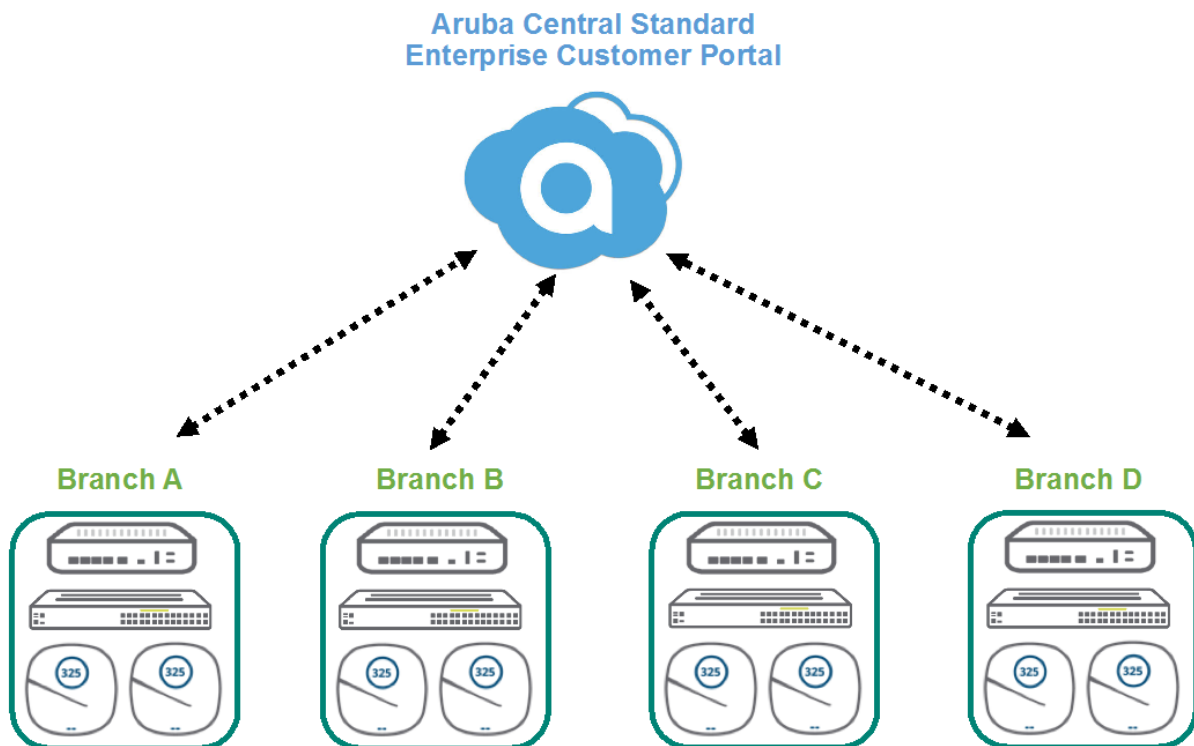 Aruba Central Standard
Enterprise Customer Portal
Branch A
Branch B
Branch C
Branch D
325
325
325
325
325
325
325
325